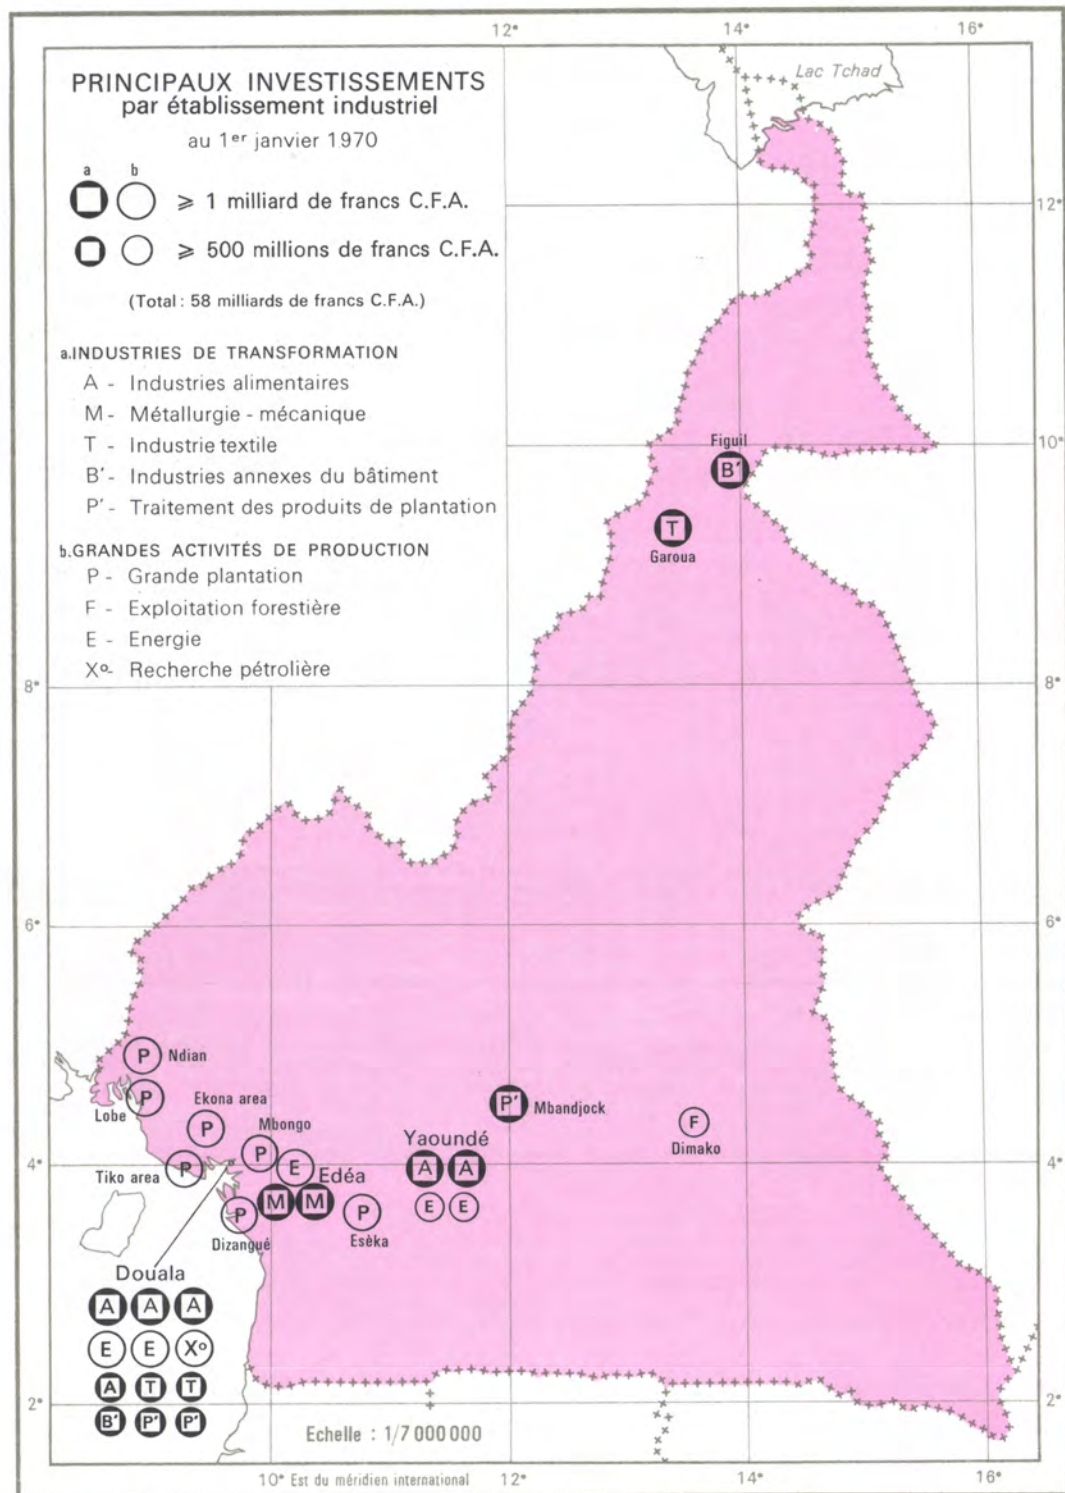 12°
14°
16°
PRINCIPAUX INVESTISSEMENTS
par établissement industriel
au 1er janvier 1970
a
b
⩾ 1 milliard de francs C.F.A.
⩾ 500 millions de francs C.F.A.
(Total : 58 milliards de francs C.F.A.)
a.INDUSTRIES DE TRANSFORMATION
A - Industries alimentaires
M - Métallurgie - mécanique
T - Industrie textile
B' - Industries annexes du bâtiment
P' - Traitement des produits de plantation
b.GRANDES ACTIVITÉS DE PRODUCTION
P - Grande plantation
F - Exploitation forestière
E - Energie
Xº- Recherche pétrolière
Lac Tchad
12°
10°
Figuil
B'
T
Garoua
8°
8°
6°
6°
P Ndian
Lobe P
Ekona area
P
Mbongo
P
E
Tiko area P
Edéa
M M
P
Dizangué
P
Esèka
Yaoundé
A A
E E
P' Mbandjock
F
Dimako
4°
4°
Douala
A A A
E E Xº
A T T
B' P' P'
2°
2°
Echelle : 1/7 000 000
10° Est du méridien international
12°
14°
16°